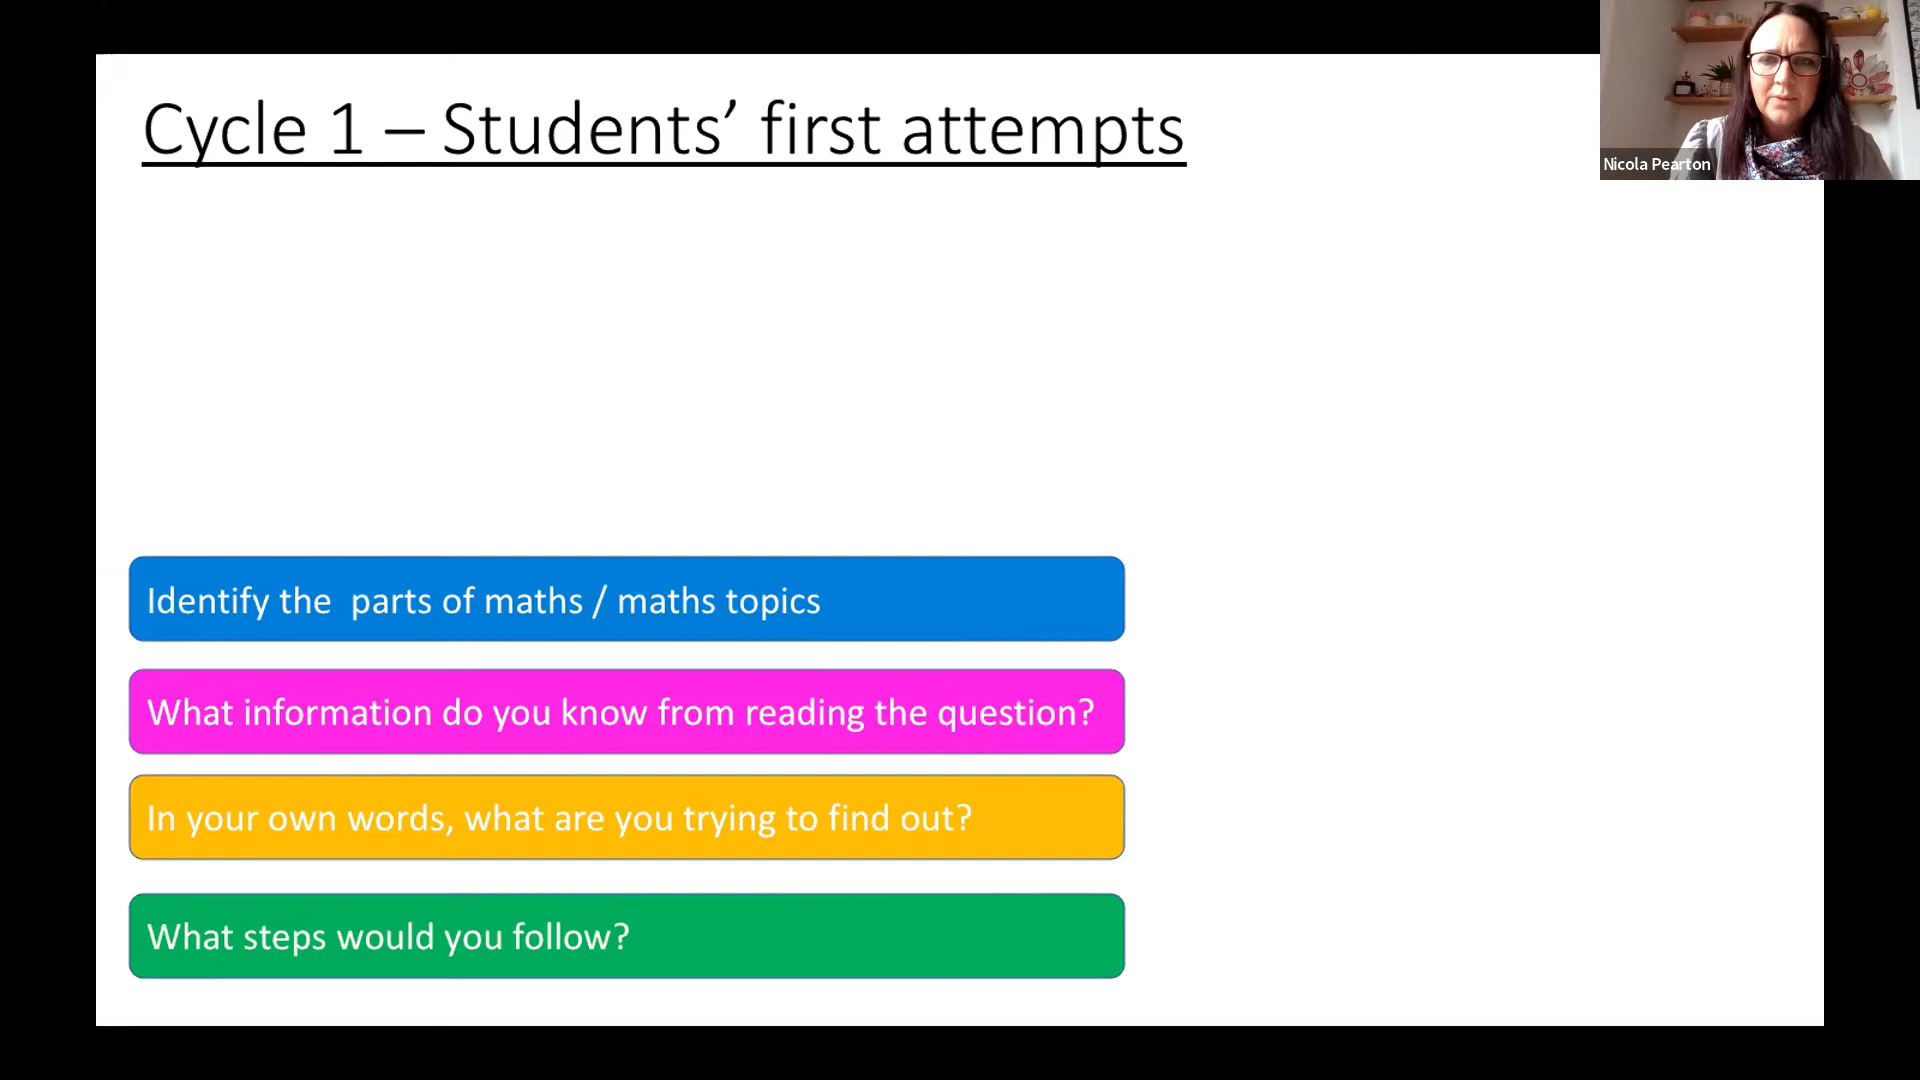 Cycle 1 – Students’ first attempts
Nicola Pearton
Identify the  parts of maths / maths topics
What information do you know from reading the question?
In your own words, what are you trying to find out?
What steps would you follow?